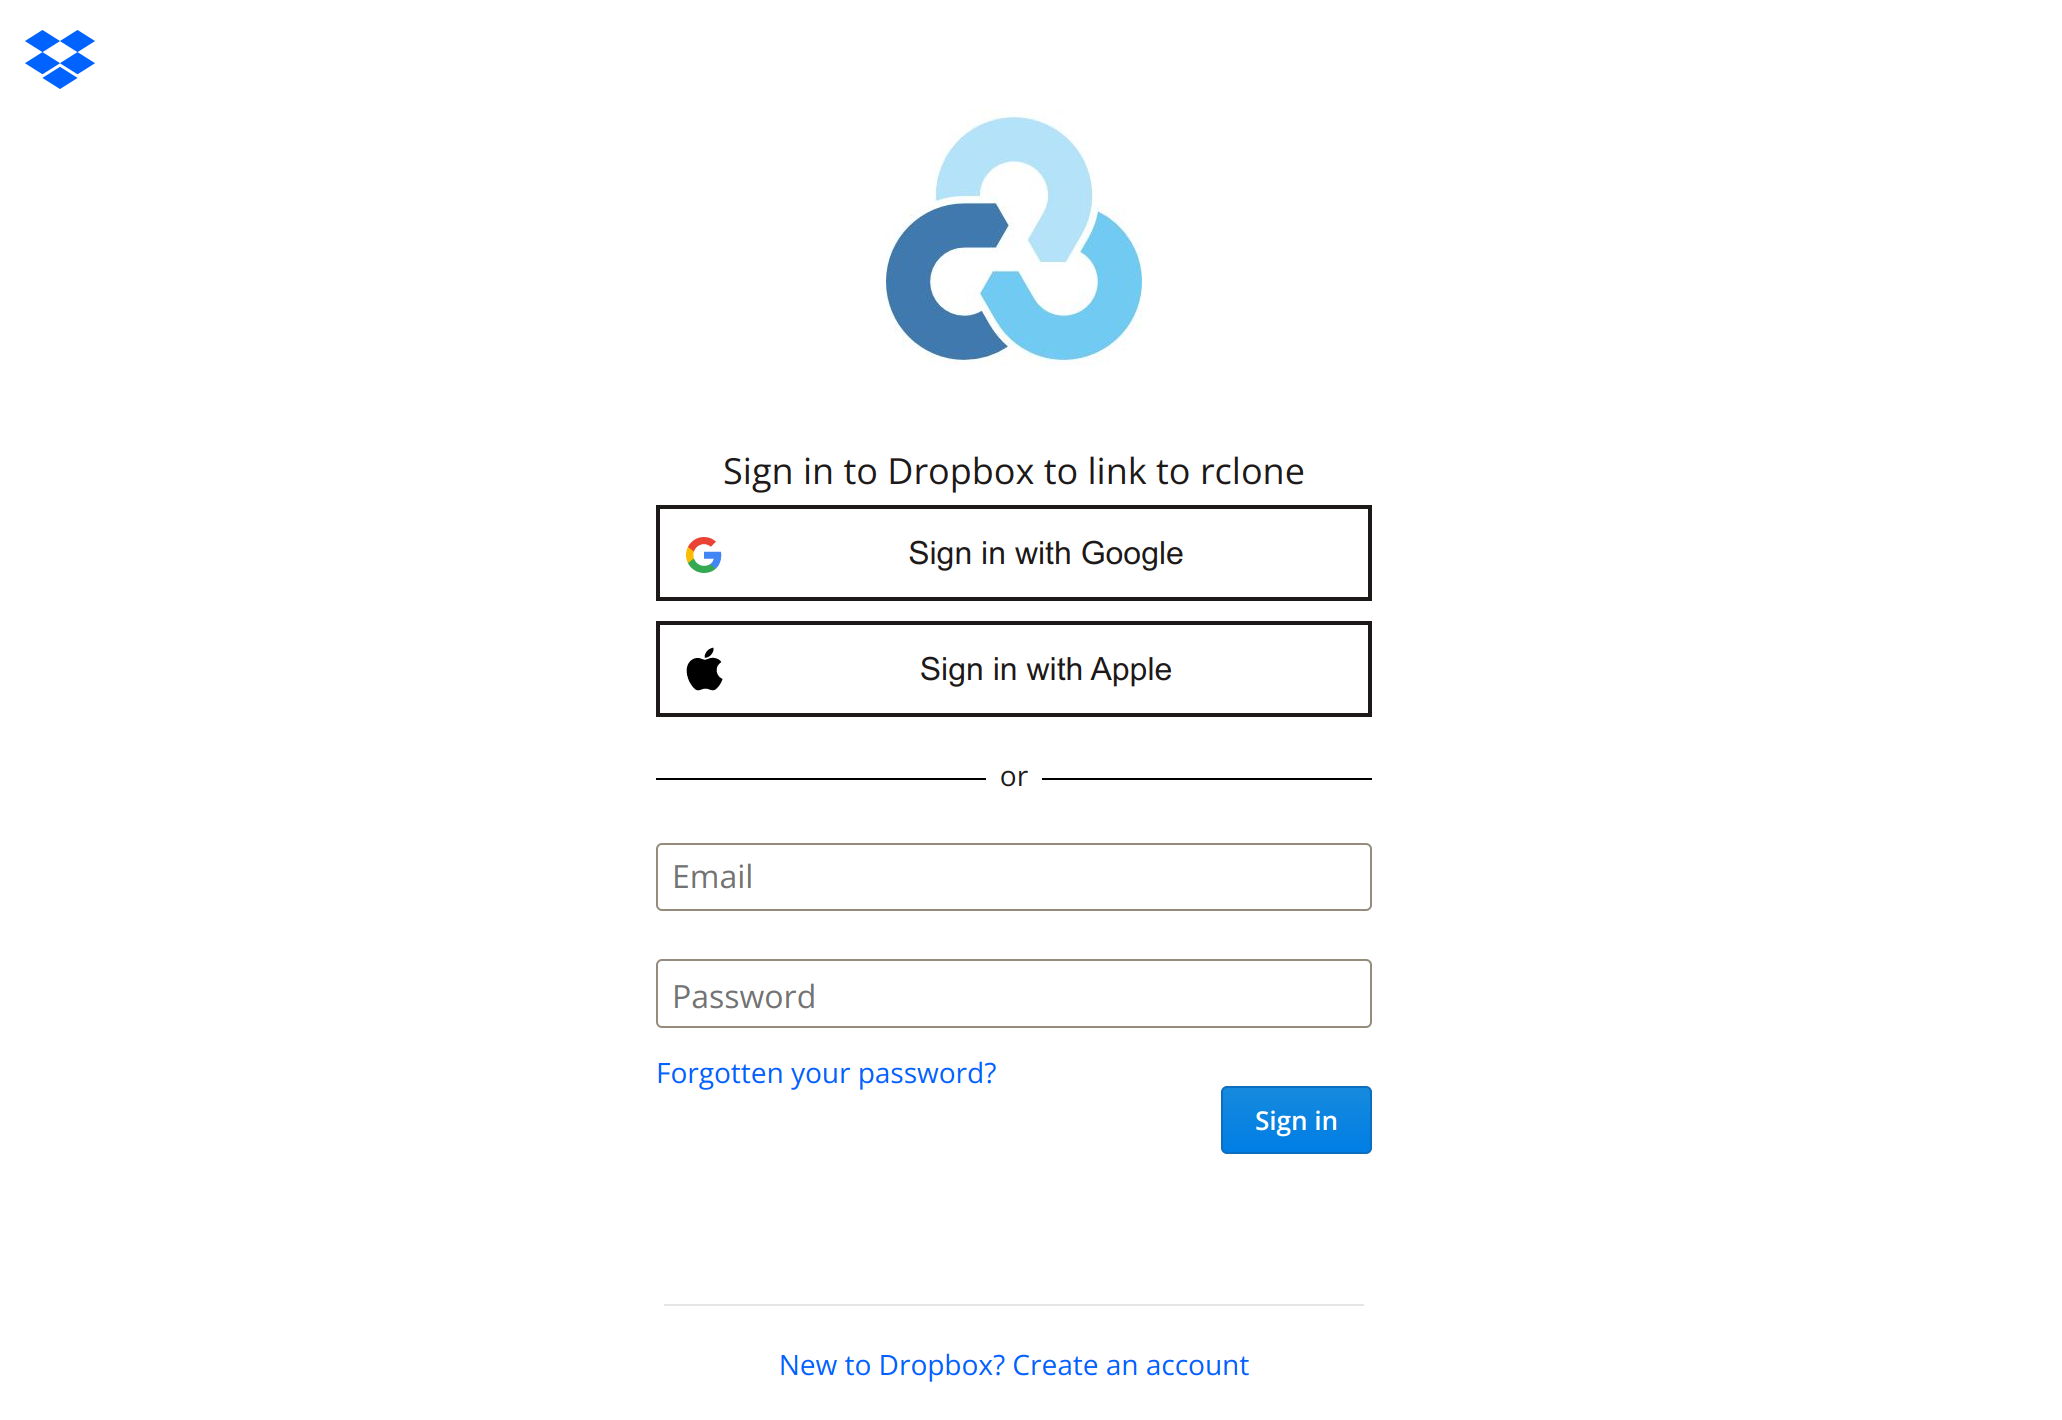 Sign in to Dropbox to link to rclone
Sign in with Google
Sign in with Apple
or
Email
Password
Forgotten your password?
Sign in
New to Dropbox? Create an account